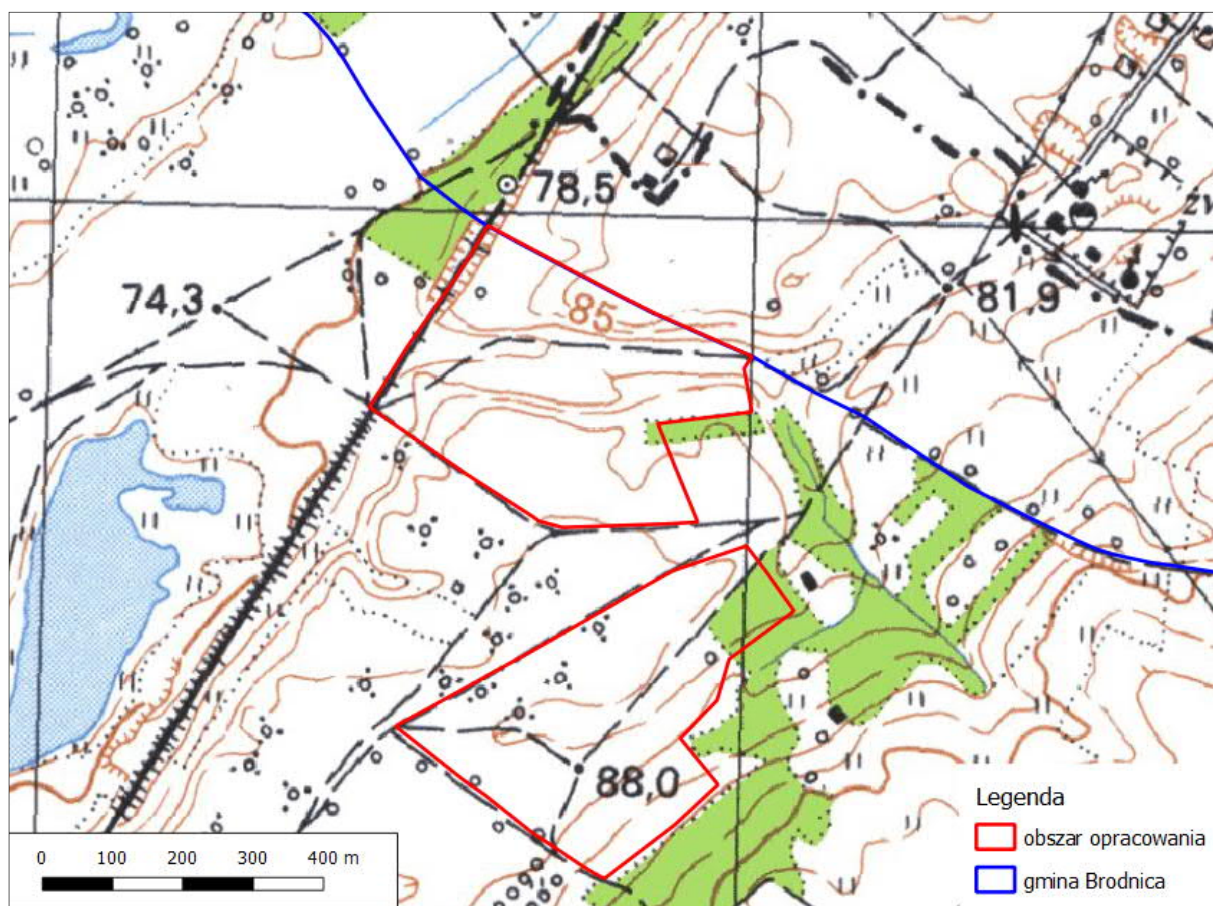 78,5
zw
74,3
85
81,9
88,0
Legenda
obszar opracowania
gmina Brodnica
0 100 200 300 400 m